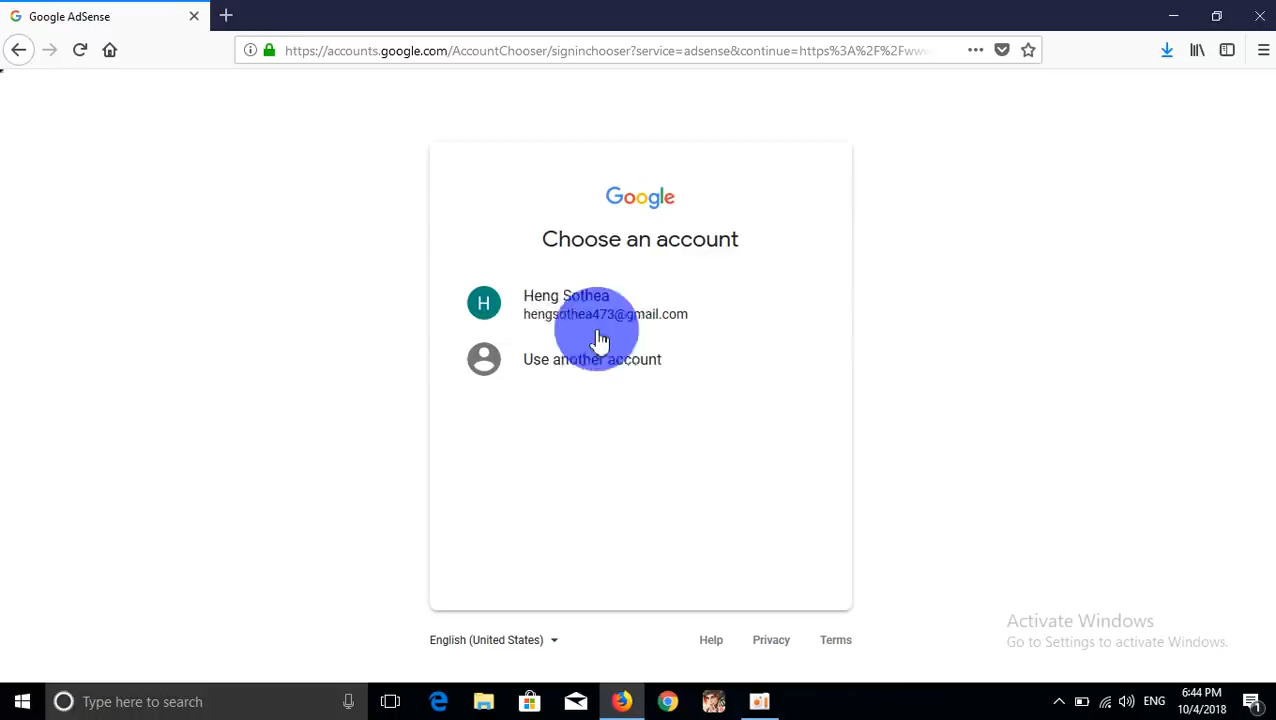 Google AdSense
https://accounts.google.com/AccountChooser/signinchooser?service=adsense&continue=https%3A%2F%2Fww
Google
Choose an account
H
Heng Sothea
hengsothea473@gmail.com
Use another account
English (United States)
Help
Privacy
Terms
Activate Windows
Go to Settings to activate Windows.
Type here to search
ENG
6:44 PM
10/4/2018
1